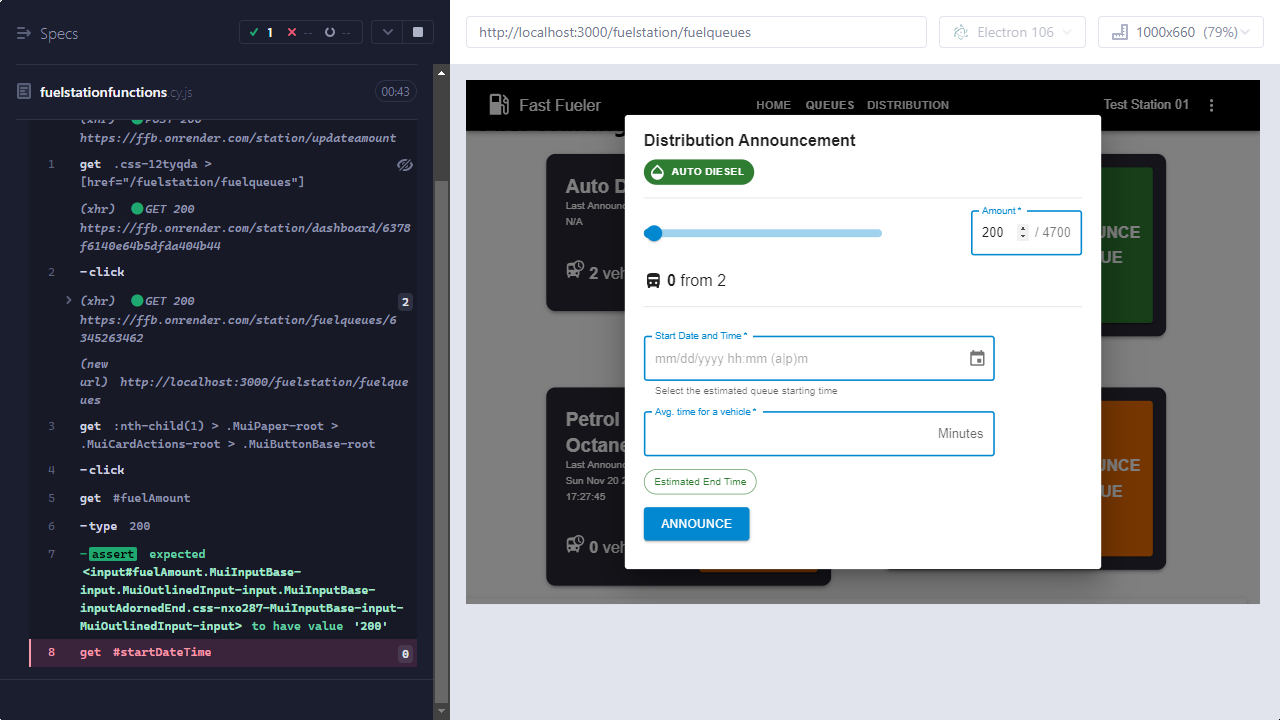 Specs
1
--
--
fuelstationfunctions.cy.js
00:43
(xhr) POST 200
https://ffb.onrender.com/station/updateamount
1 get .css-12tyqda >
[href="/fuelstation/fuelqueues"]
(xhr) GET 200
https://ffb.onrender.com/station/dashboard/6378
f6140e64b5dfda404b44
2 -click
(xhr) GET 200 2
https://ffb.onrender.com/station/fuelqueues/6
345263462
(new
url) http://localhost:3000/fuelstation/fuelque
ues
3 get :nth-child(1) > .MuiPaper-root >
.MuiCardActions-root > .MuiButtonBase-root
4 -click
5 get #fuelAmount
6 -type 200
7 -assert expected
<input#fuelAmount.MuiInputBase-
input.MuiOutlinedInput-input.MuiInputBase-
inputAdornedEnd.css-nxo287-MuiInputBase-input-
MuiOutlinedInput-input> to have value '200'
8 get #startDateTime 0
http://localhost:3000/fuelstation/fuelqueues
Electron 106
1000x660 (79%)
Fast Fueler
HOME QUEUES DISTRIBUTION
Test Station 01
Distribution Announcement
AUTO DIESEL
Amount *
200 / 4700
0 from 2
Start Date and Time *
mm/dd/yyyy hh:mm (a|p)m
Select the estimated queue starting time
Avg. time for a vehicle *
Minutes
Estimated End Time
ANNOUNCE
Auto D
Last Announc
N/A
2 veh
UNCE
UE
Petrol
Octane
Last Announc
Sun Nov 20 2
17:27:45
0 veh
UNCE
UE